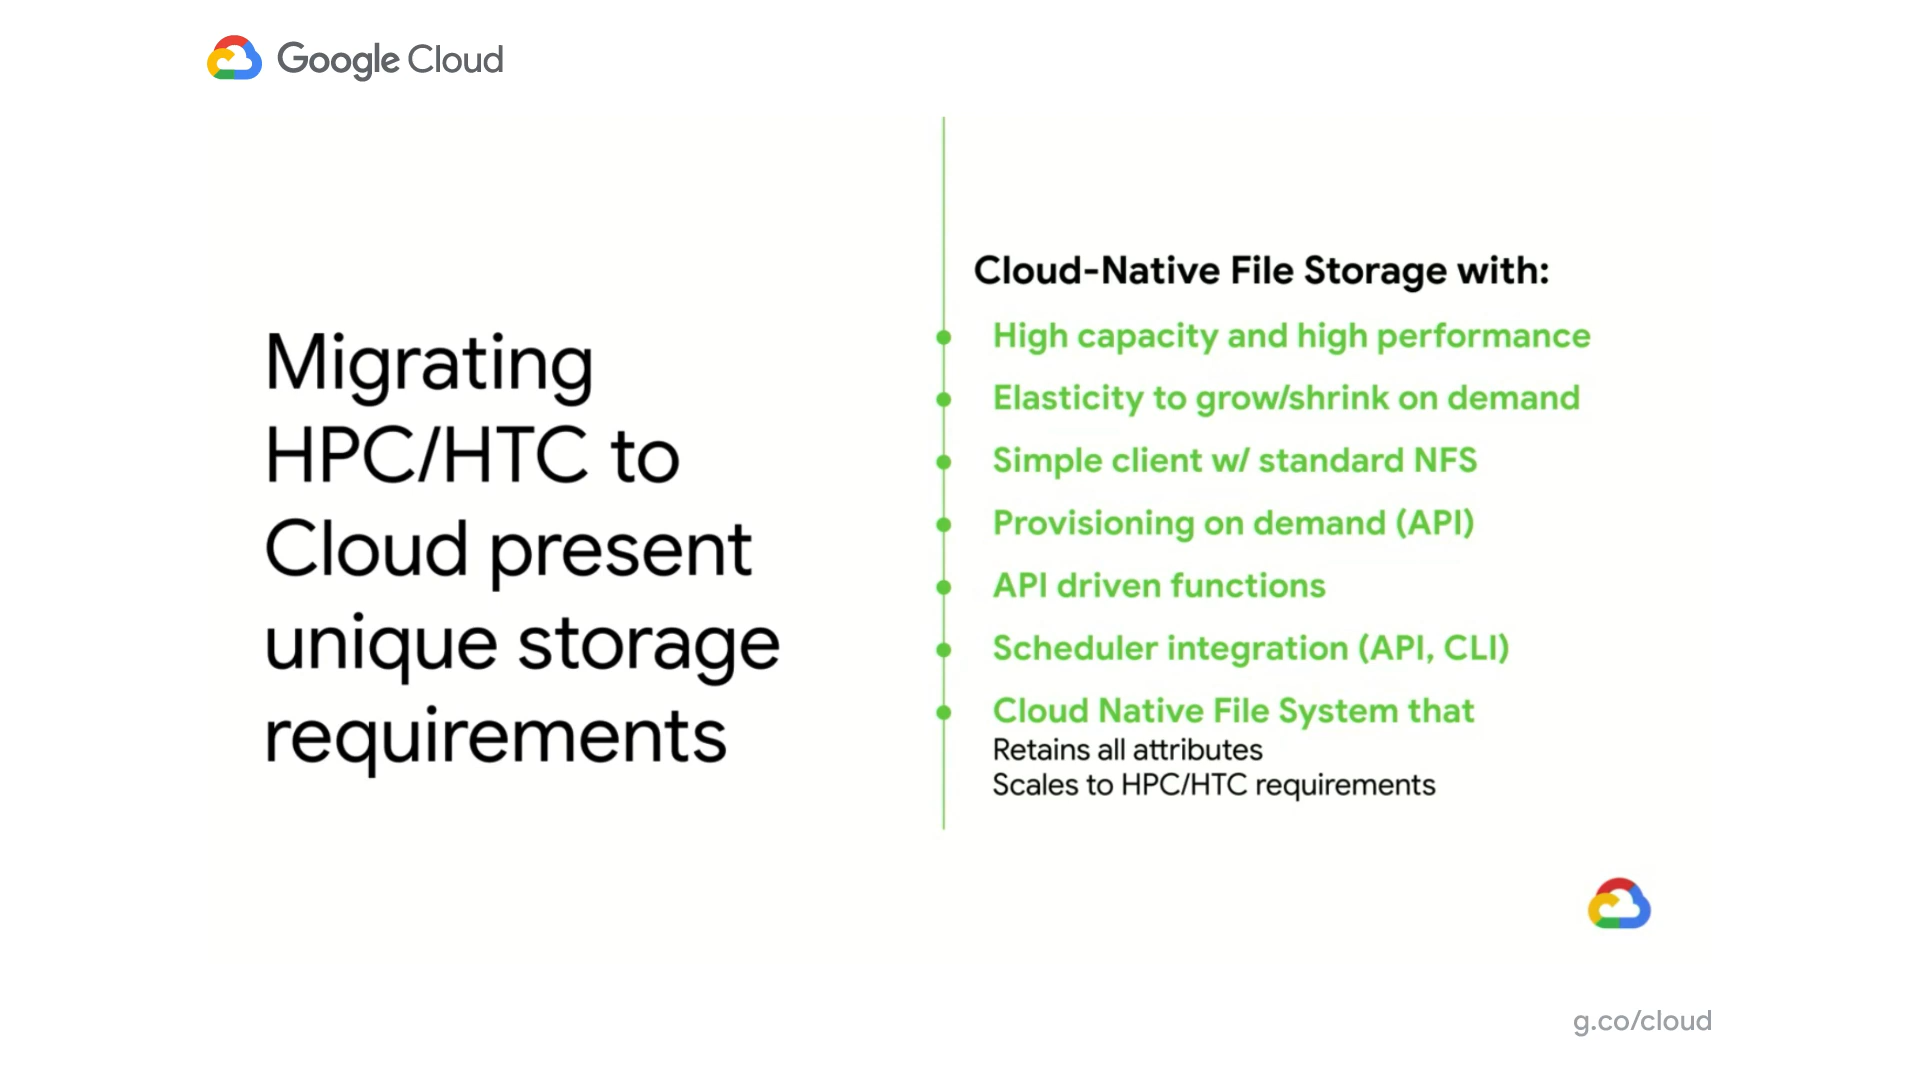 Google Cloud
Migrating
HPC/HTC to
Cloud present
unique storage
requirements
Cloud-Native File Storage with:
High capacity and high performance
Elasticity to grow/shrink on demand
Simple client w/ standard NFS
Provisioning on demand (API)
API driven functions
Scheduler integration (API, CLI)
Cloud Native File System that
Retains all attributes
Scales to HPC/HTC requirements
g.co/cloud